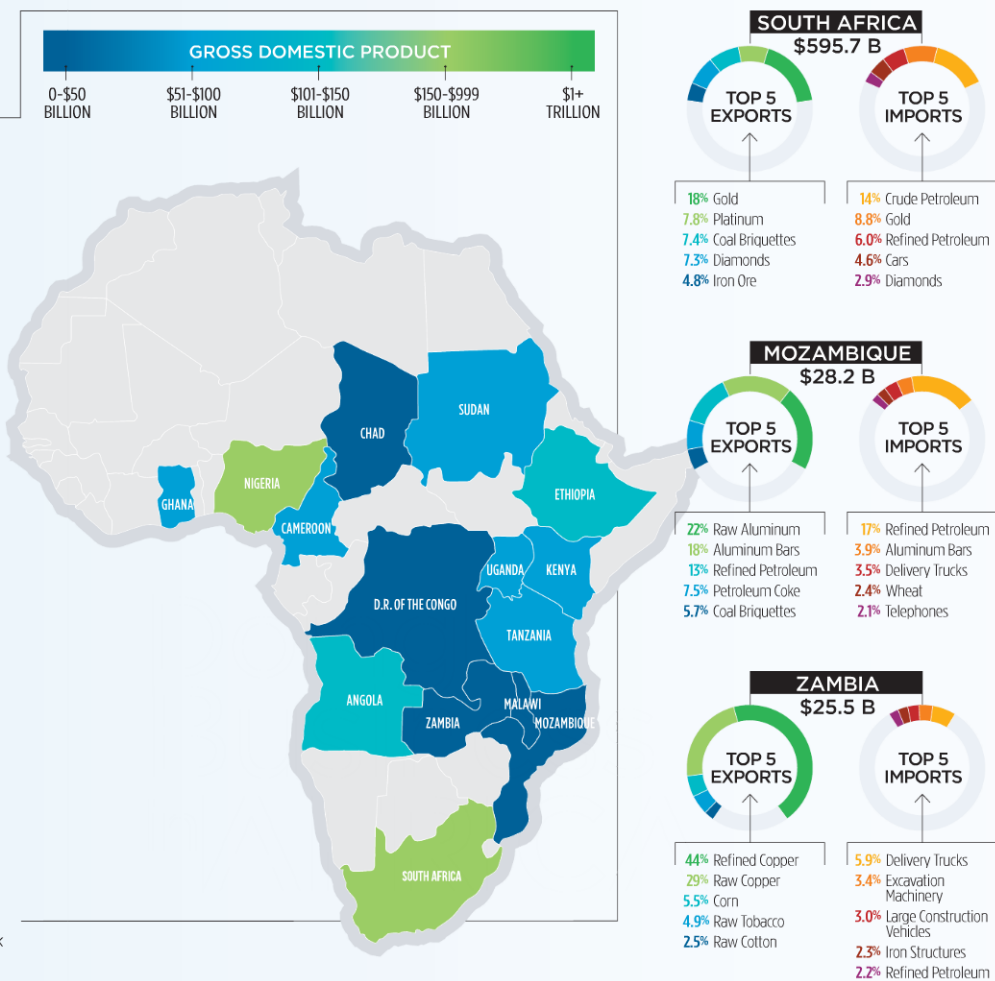 GROSS DOMESTIC PRODUCT
0-$50
BILLION
$51-$100
BILLION
$101-$150
BILLION
$150-$999
BILLION
$1+
TRILLION
CHAD
SUDAN
NIGERIA
GHANA
CAMEROON
ETHIOPIA
UGANDA
KENYA
D.R. OF THE CONGO
TANZANIA
ANGOLA
ZAMBIA
MALAWI
MOZAMBIQUE
SOUTH AFRICA
SOUTH AFRICA
$595.7 B
TOP 5
EXPORTS
18% Gold
7.8% Platinum
7.4% Coal Briquettes
7.3% Diamonds
4.8% Iron Ore
TOP 5
IMPORTS
14% Crude Petroleum
8.8% Gold
6.0% Refined Petroleum
4.6% Cars
2.9% Diamonds
MOZAMBIQUE
$28.2 B
TOP 5
EXPORTS
22% Raw Aluminum
18% Aluminum Bars
13% Refined Petroleum
7.5% Petroleum Coke
5.7% Coal Briquettes
TOP 5
IMPORTS
17% Refined Petroleum
3.9% Aluminum Bars
3.5% Delivery Trucks
2.4% Wheat
2.1% Telephones
ZAMBIA
$25.5 B
TOP 5
EXPORTS
44% Refined Copper
29% Raw Copper
5.5% Corn
4.9% Raw Tobacco
2.5% Raw Cotton
TOP 5
IMPORTS
5.9% Delivery Trucks
3.4% Excavation
Machinery
3.0% Large Construction
Vehicles
2.3% Iron Structures
2.2% Refined Petroleum